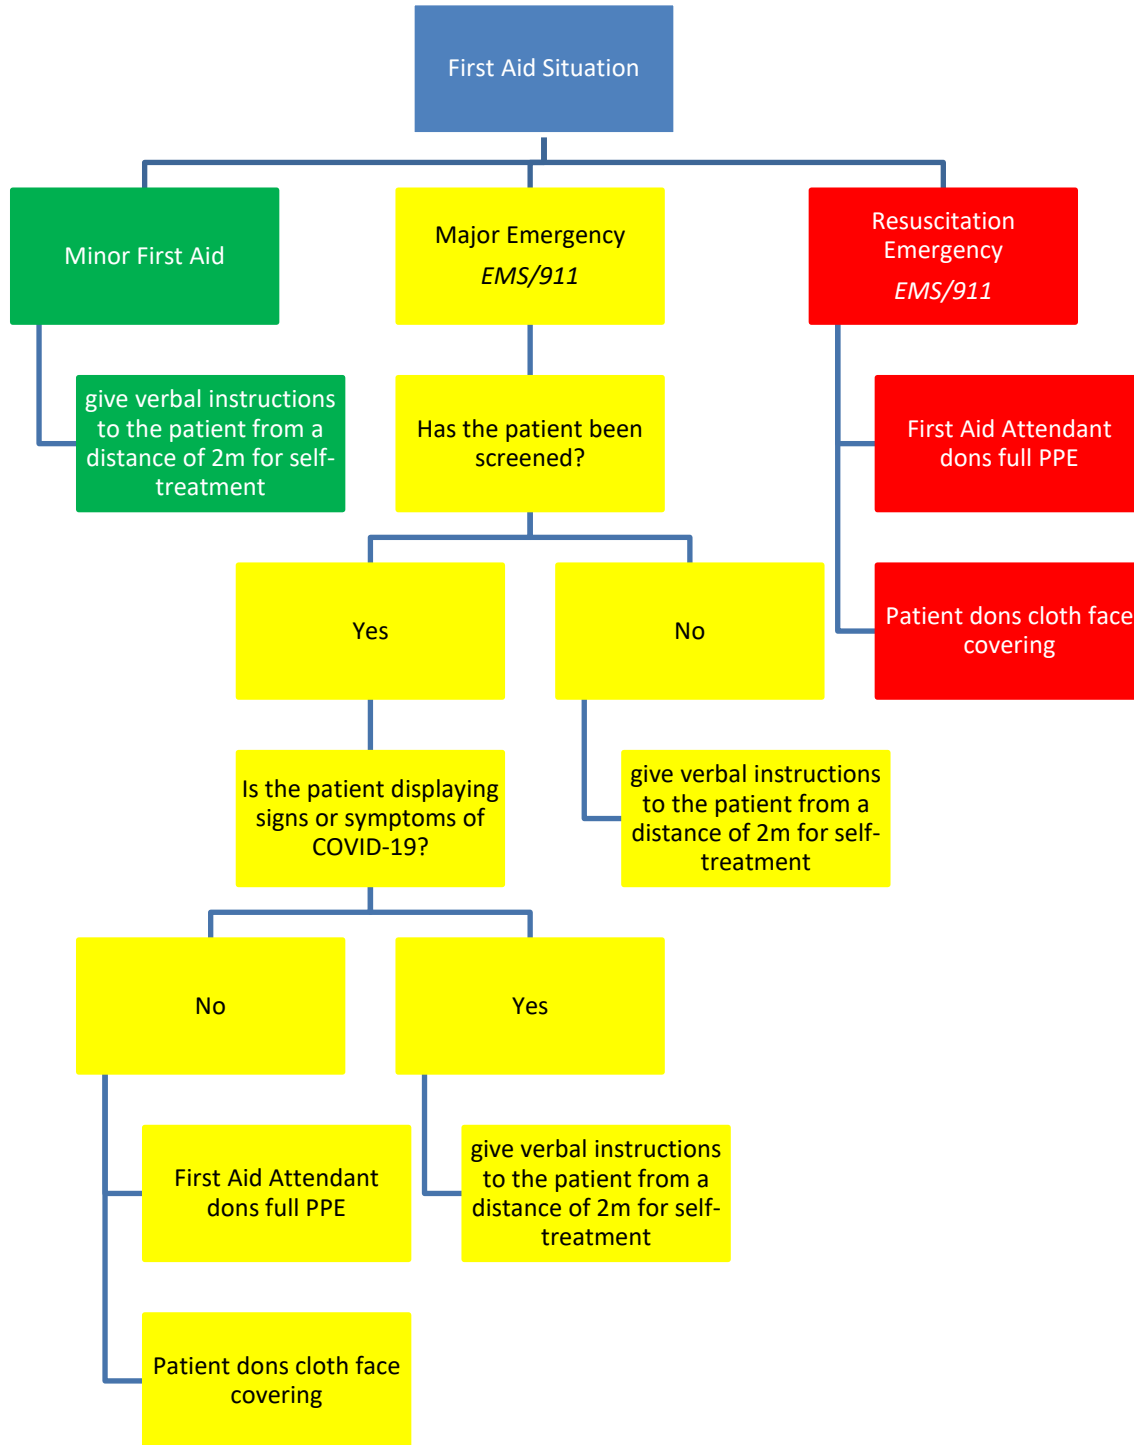 First Aid Situation
Minor First Aid
Major Emergency
EMS/911
Resuscitation
Emergency
EMS/911
give verbal instructions
to the patient from a
distance of 2m for self-
treatment
Has the patient been
screened?
First Aid Attendant
dons full PPE
Yes
No
Patient dons cloth face
covering
Is the patient displaying
signs or symptoms of
COVID-19?
give verbal instructions
to the patient from a
distance of 2m for self-
treatment
No
Yes
First Aid Attendant
dons full PPE
give verbal instructions
to the patient from a
distance of 2m for self-
treatment
Patient dons cloth face
covering